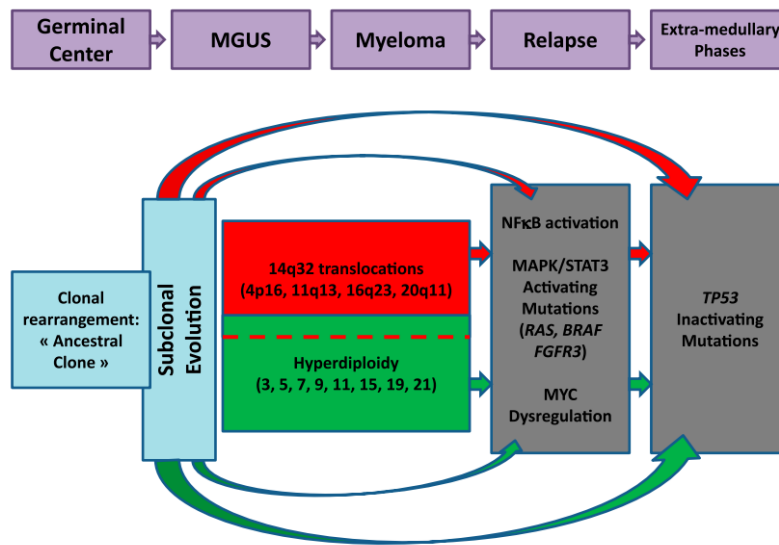 Germinal
Center
MGUS
Myeloma
Relapse
Extra-medullary
Phases
Clonal
rearrangement:
« Ancestral
Clone »
Subclonal
Evolution
14q32 translocations
(4p16, 11q13, 16q23, 20q11)
Hyperdiploidy
(3, 5, 7, 9, 11, 15, 19, 21)
NFκB activation
MAPK/STAT3
Activating
Mutations
(RAS, BRAF
FGFR3)
MYC
Dysregulation
TP53
Inactivating
Mutations